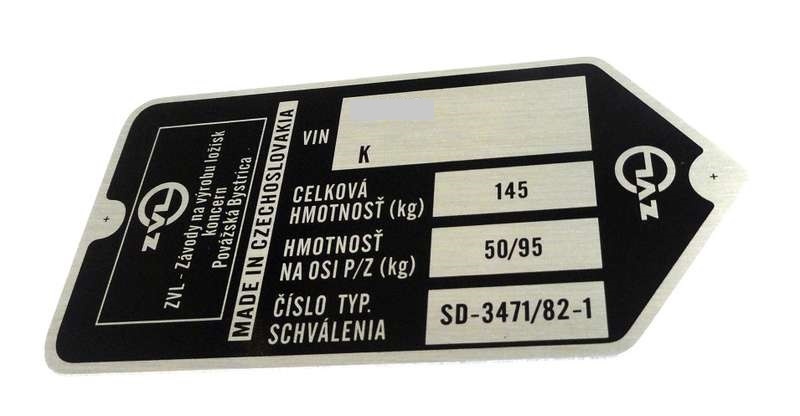 ZVL
ZVL - Závody na výrobu ložísk
koncern
Považská Bystrica
MADE IN CZECHOSLOVAKIA
VIN
K
CELKOVÁ
HMOTNOSŤ (kg)
145
HMOTNOSŤ
NA OSI P/Z (kg)
50/95
ČÍSLO TYP.
SCHVÁLENIA
SD-3471/82-1
ZVL